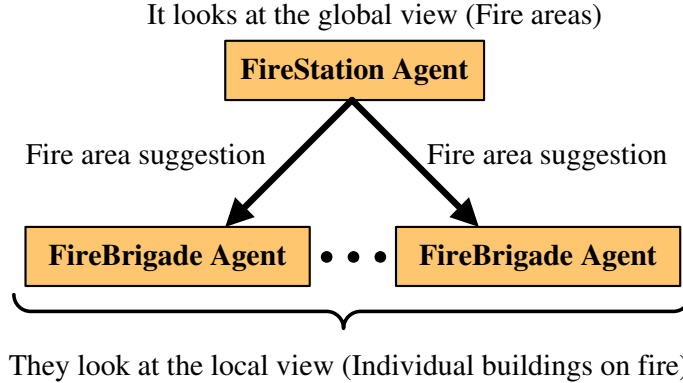 It looks at the global view (Fire areas)
FireStation Agent
Fire area suggestion Fire area suggestion
FireBrigade Agent • • • FireBrigade Agent
They look at the local view (Individual buildings on fire)